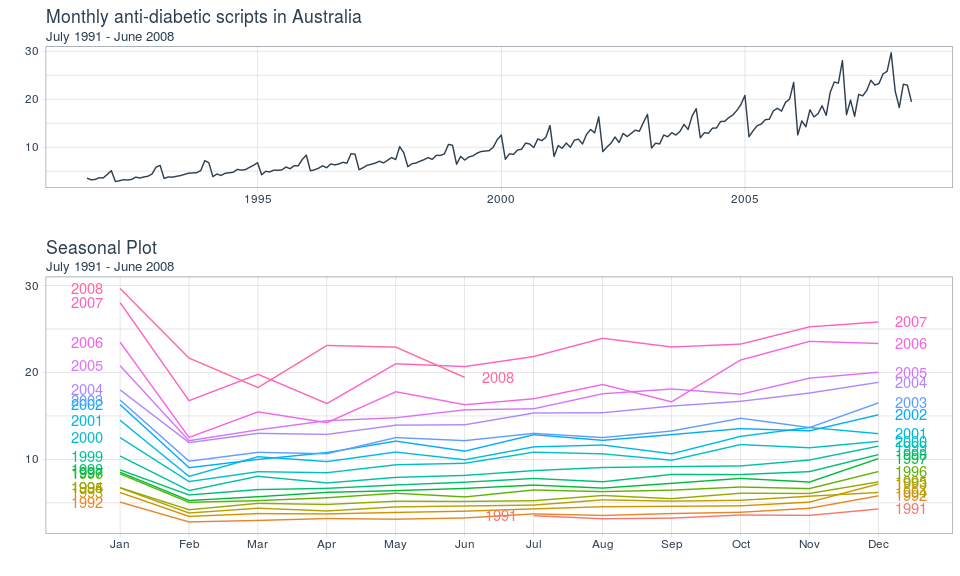 Monthly anti-diabetic scripts in Australia
July 1991 - June 2008
30
20
10
1995
2000
2005
Seasonal Plot
July 1991 - June 2008
30
20
10
2008
2007
2006
2005
2004
2002
2001
2000
1999
1992
2008
1991
2007
2006
2005
2004
2003
2002
2001
1996
1991
Jan
Feb
Mar
Apr
May
Jun
Jul
Aug
Sep
Oct
Nov
Dec